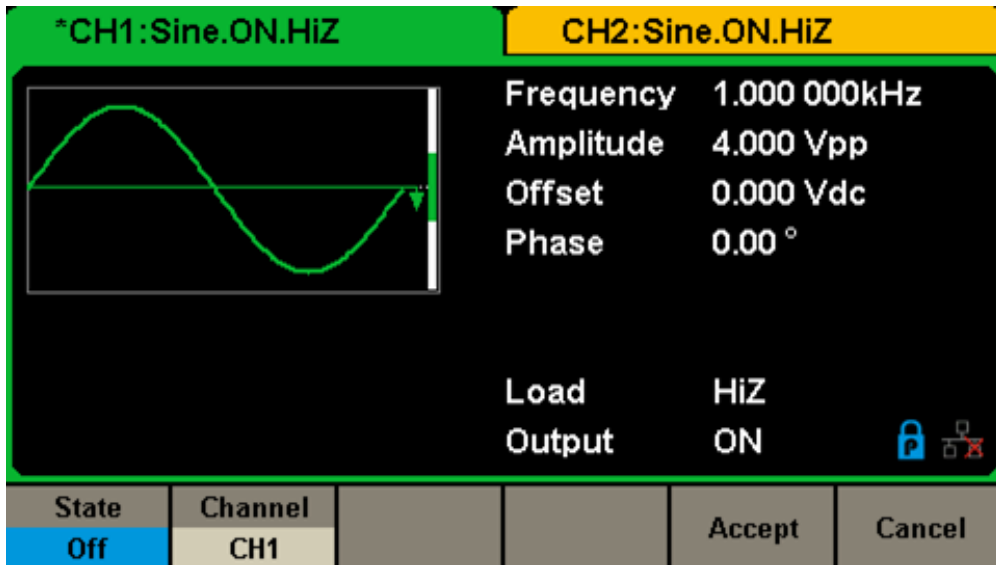 *CH1:Sine.ON.HiZ CH2:Sine.ON.HiZ
Frequency 1.000 000kHz
Amplitude 4.000 Vpp
Offset 0.000 Vdc
Phase 0.00 °
Load HiZ
Output ON
P
State Channel
Accept Cancel
Off CH1